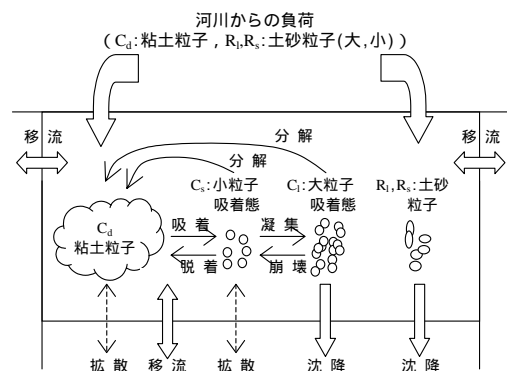 河川からの負荷
(Cd:粘土粒子,Rl,Rs:土砂粒子(大,小))
移 流
移 流
分 解
分 解
Cs:小粒子
吸着態
Cl:大粒子
吸着態
Rl,Rs:土砂
粒子
Cd
粘土粒子
吸 着
脱 着
凝 集
崩 壊
拡 散
移 流
拡 散
沈 降
沈 降